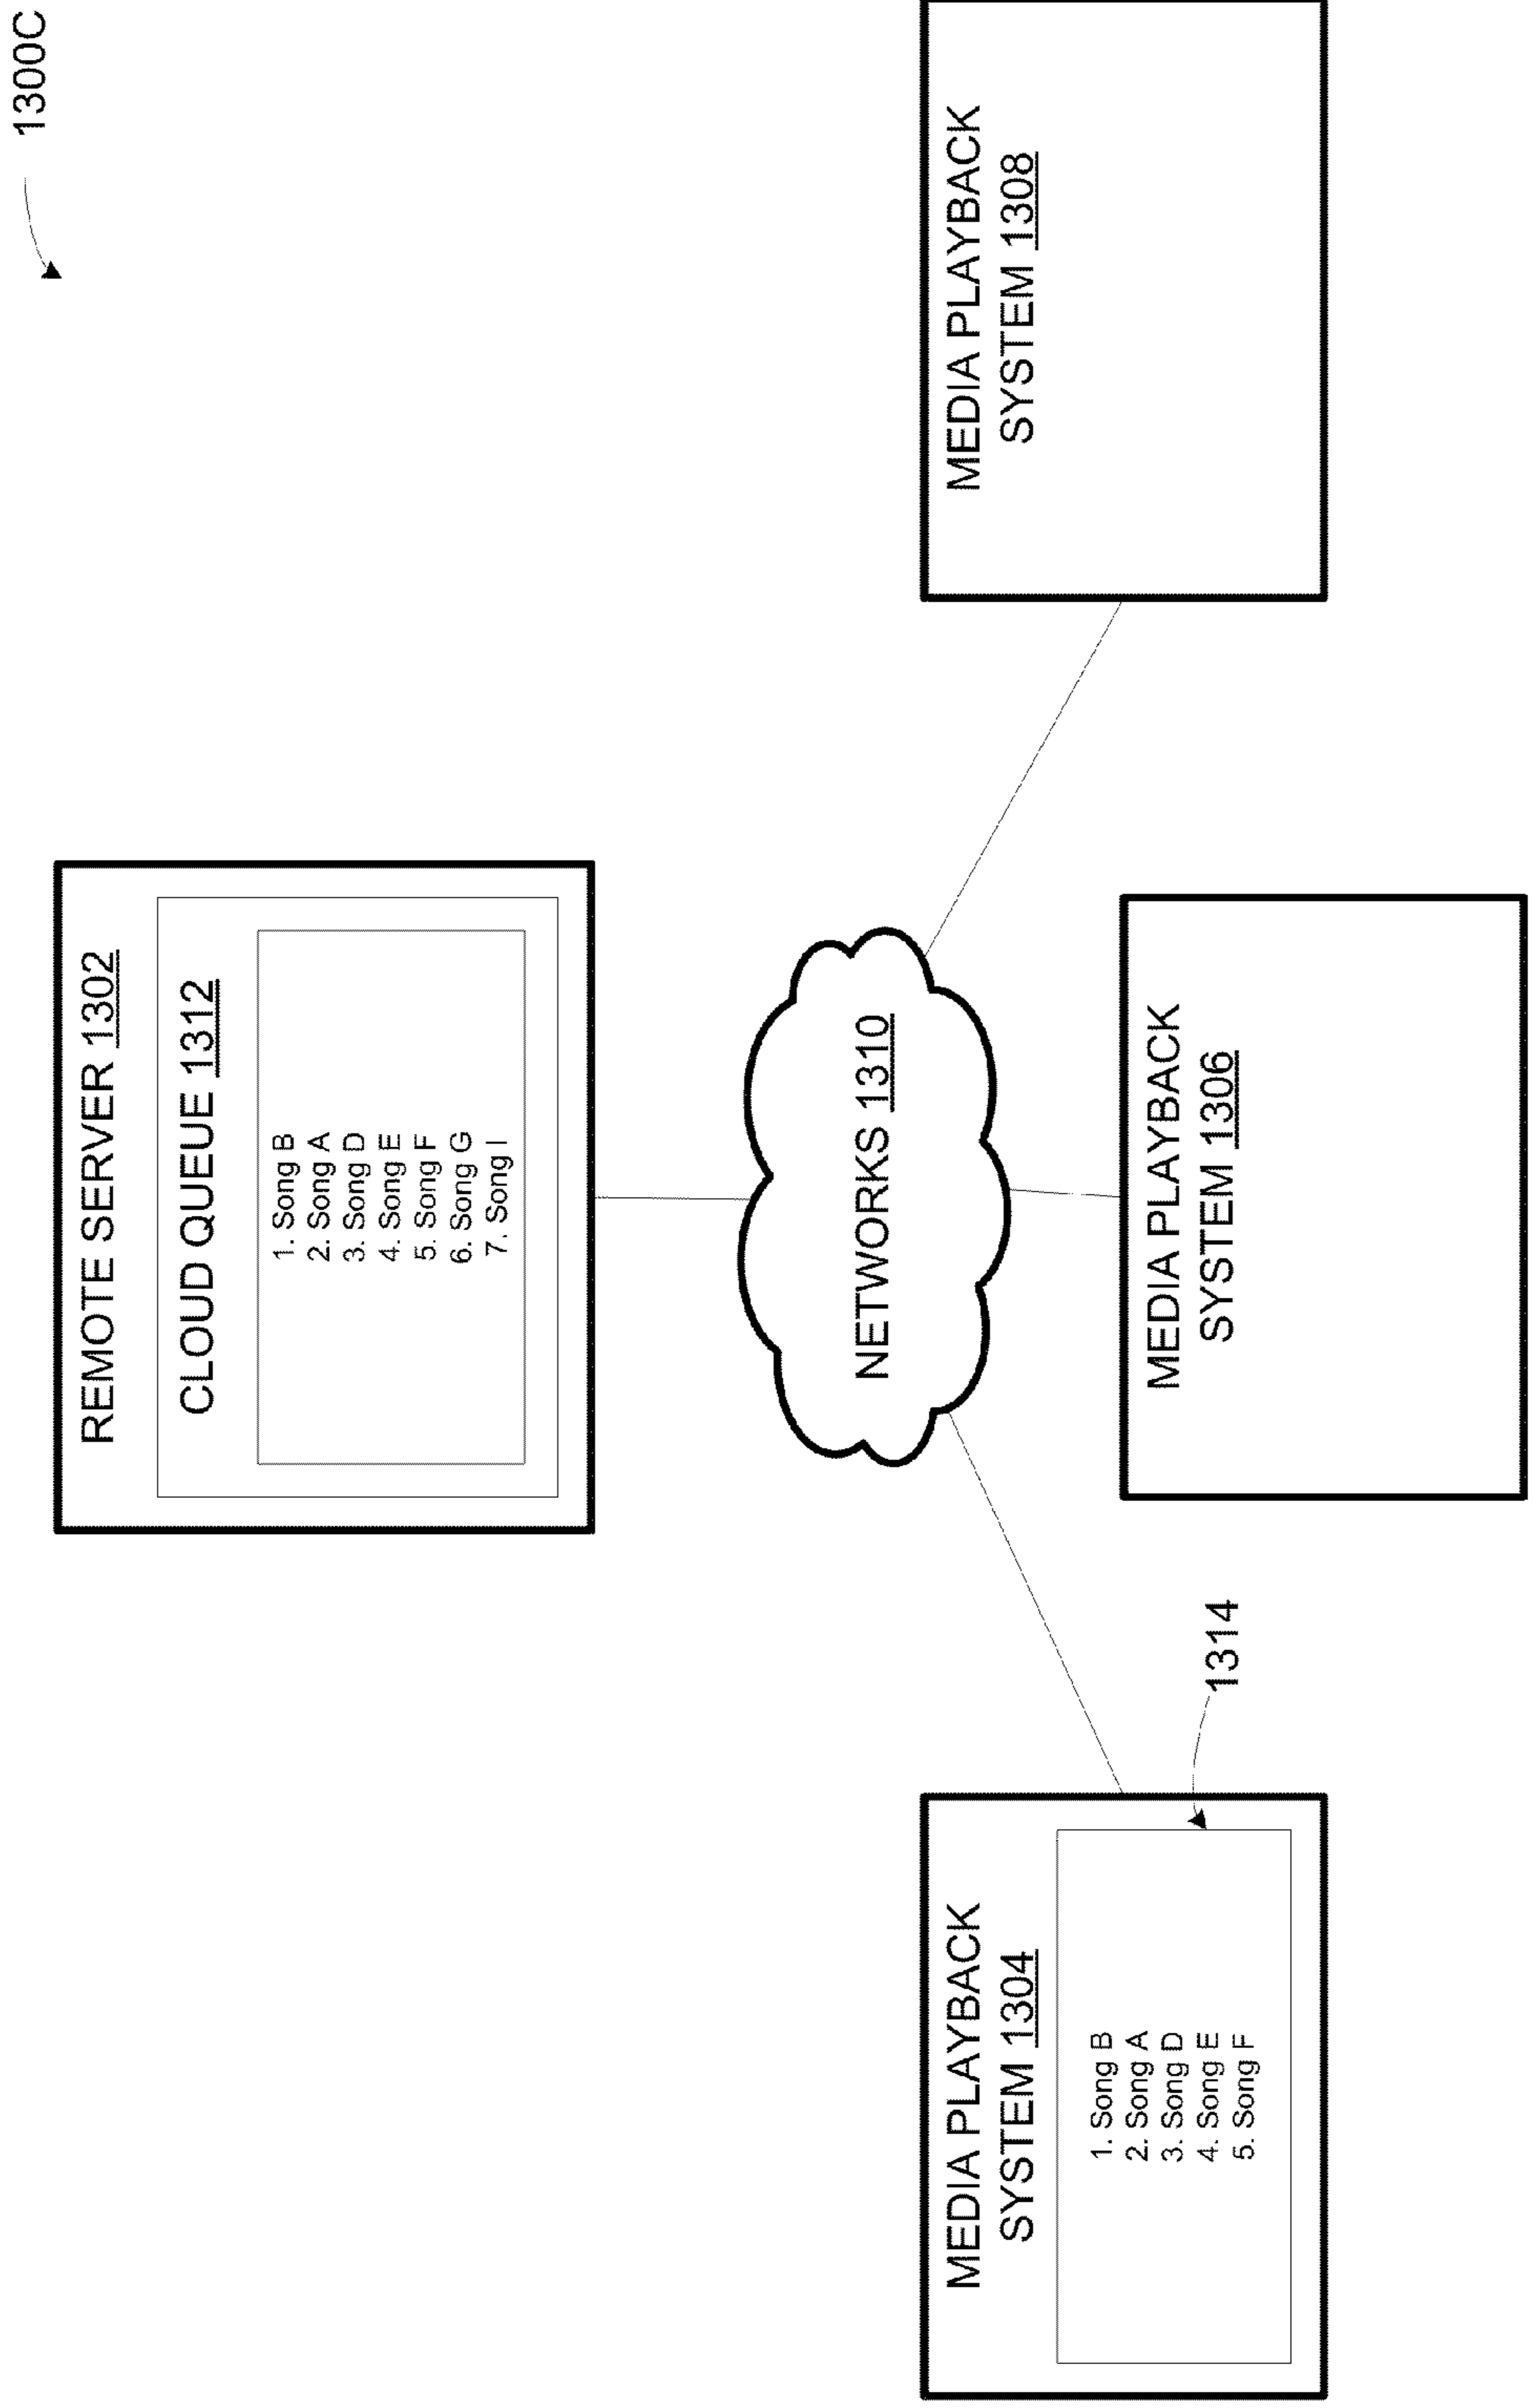 1300C
REMOTE SERVER 1302
CLOUD QUEUE 1312
1. Song B
2. Song A
3. Song D
4. Song E
5. Song F
6. Song G
7. Song I
NETWORKS 1310
MEDIA PLAYBACK
SYSTEM 1304
1. Song B
2. Song A
3. Song D
4. Song E
5. Song F
1314
MEDIA PLAYBACK
SYSTEM 1306
MEDIA PLAYBACK
SYSTEM 1308